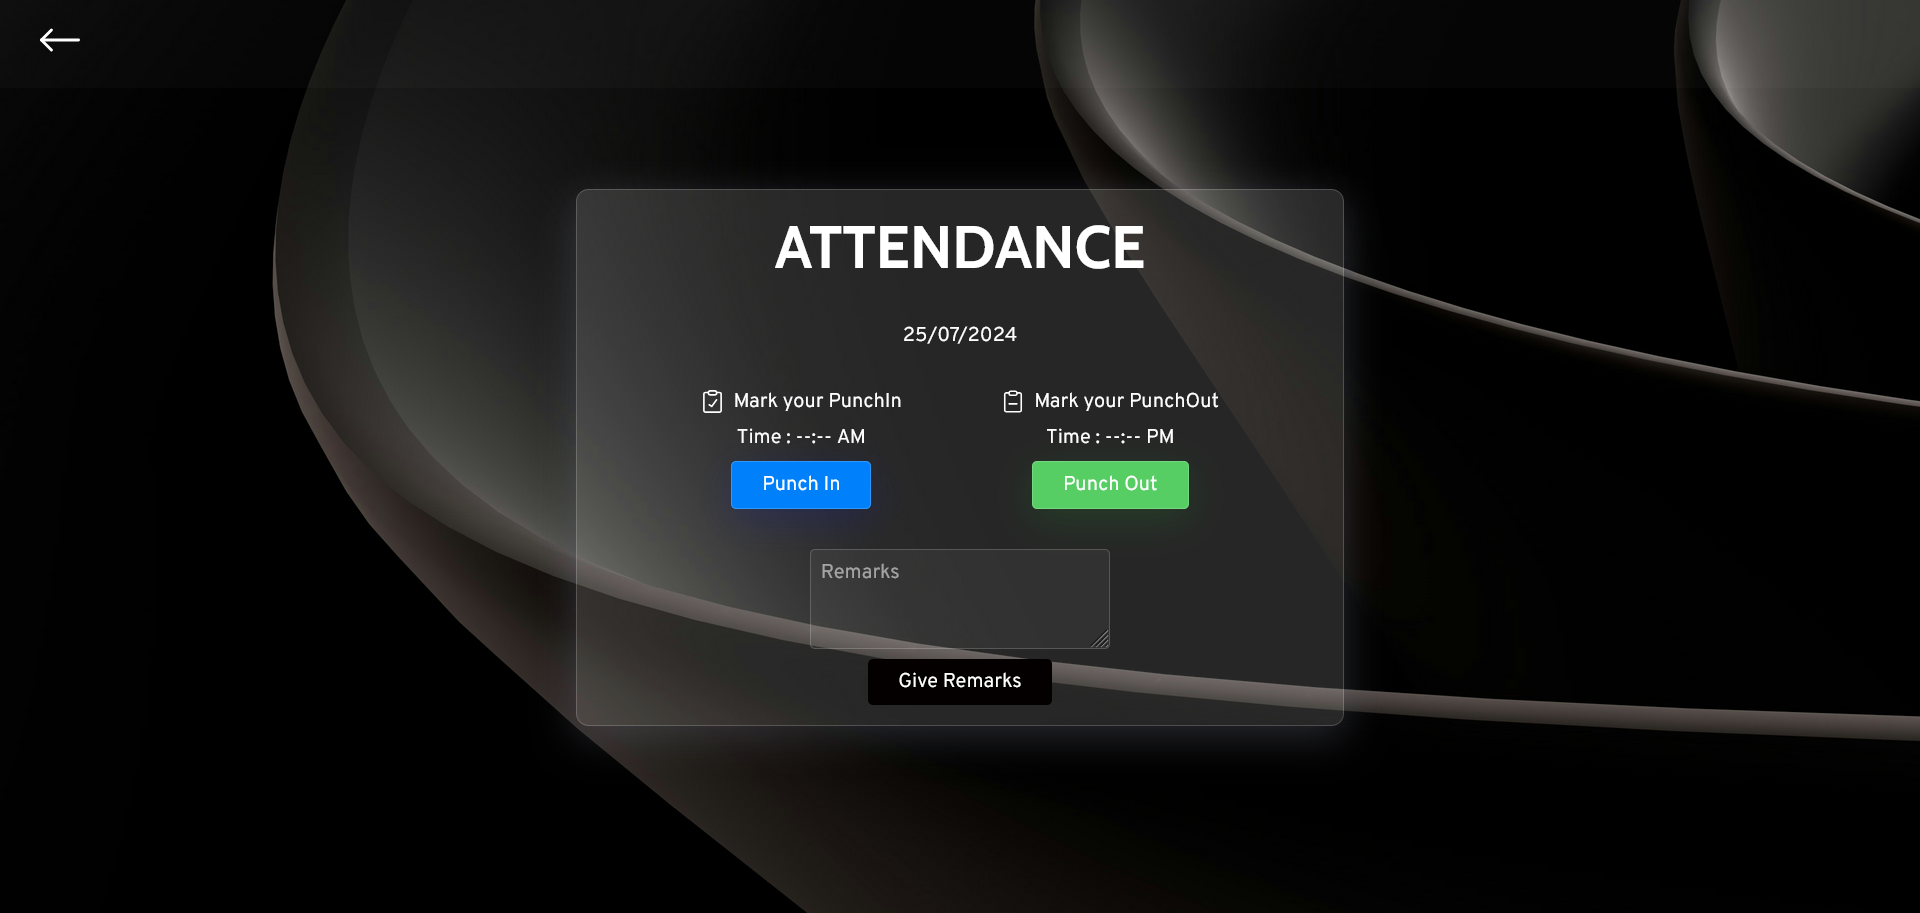 ATTENDANCE
25/07/2024
Mark your PunchIn
Time : --:-- AM
Punch In
Mark your PunchOut
Time : --:-- PM
Punch Out
Remarks
Give Remarks